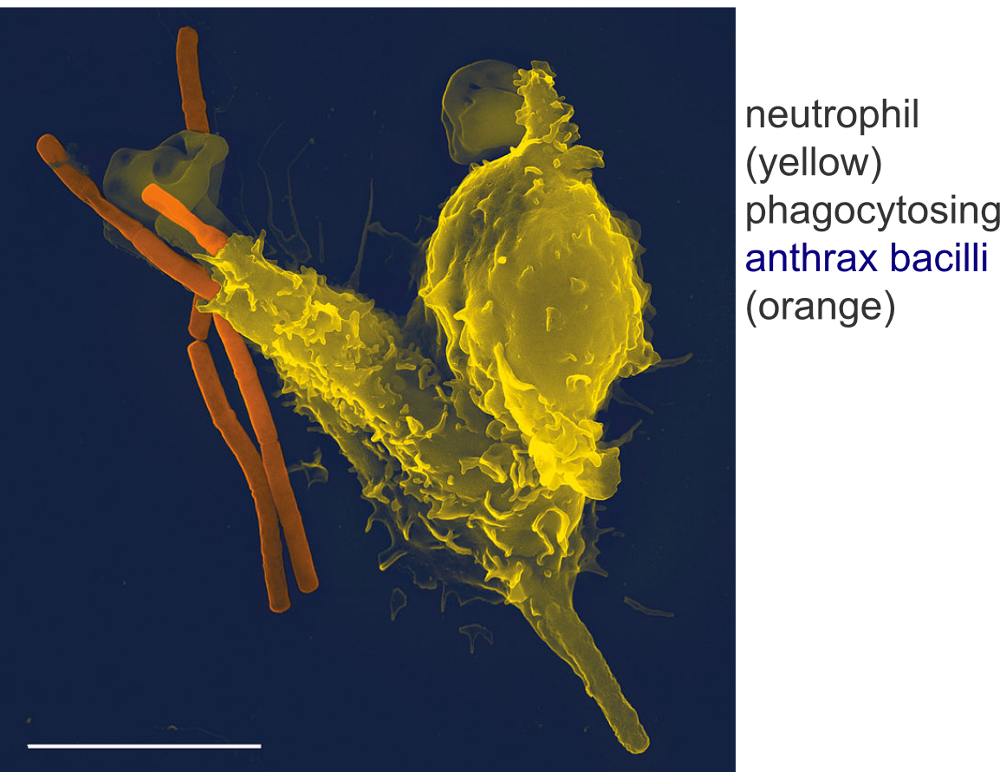 neutrophil
(yellow)
phagocytosing
anthrax bacilli
(orange)